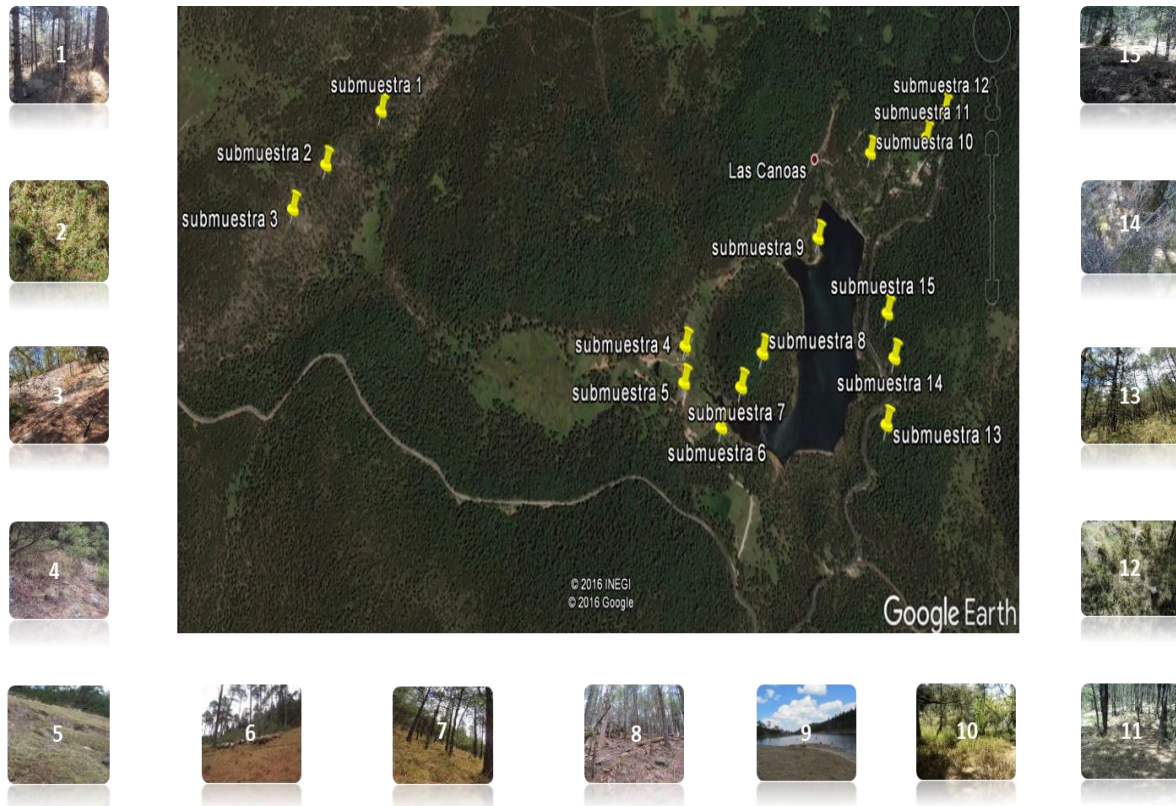 1
2
3
4
5
6
7
8
9
10
11
12
13
14
15
submuestra 1
submuestra 2
submuestra 3
submuestra 4
submuestra 5
submuestra 6
submuestra 7
submuestra 8
submuestra 9
submuestra 10
submuestra 11
submuestra 12
submuestra 13
submuestra 14
submuestra 15
Las Canoas
© 2016 INEGI
© 2016 Google
Google Earth